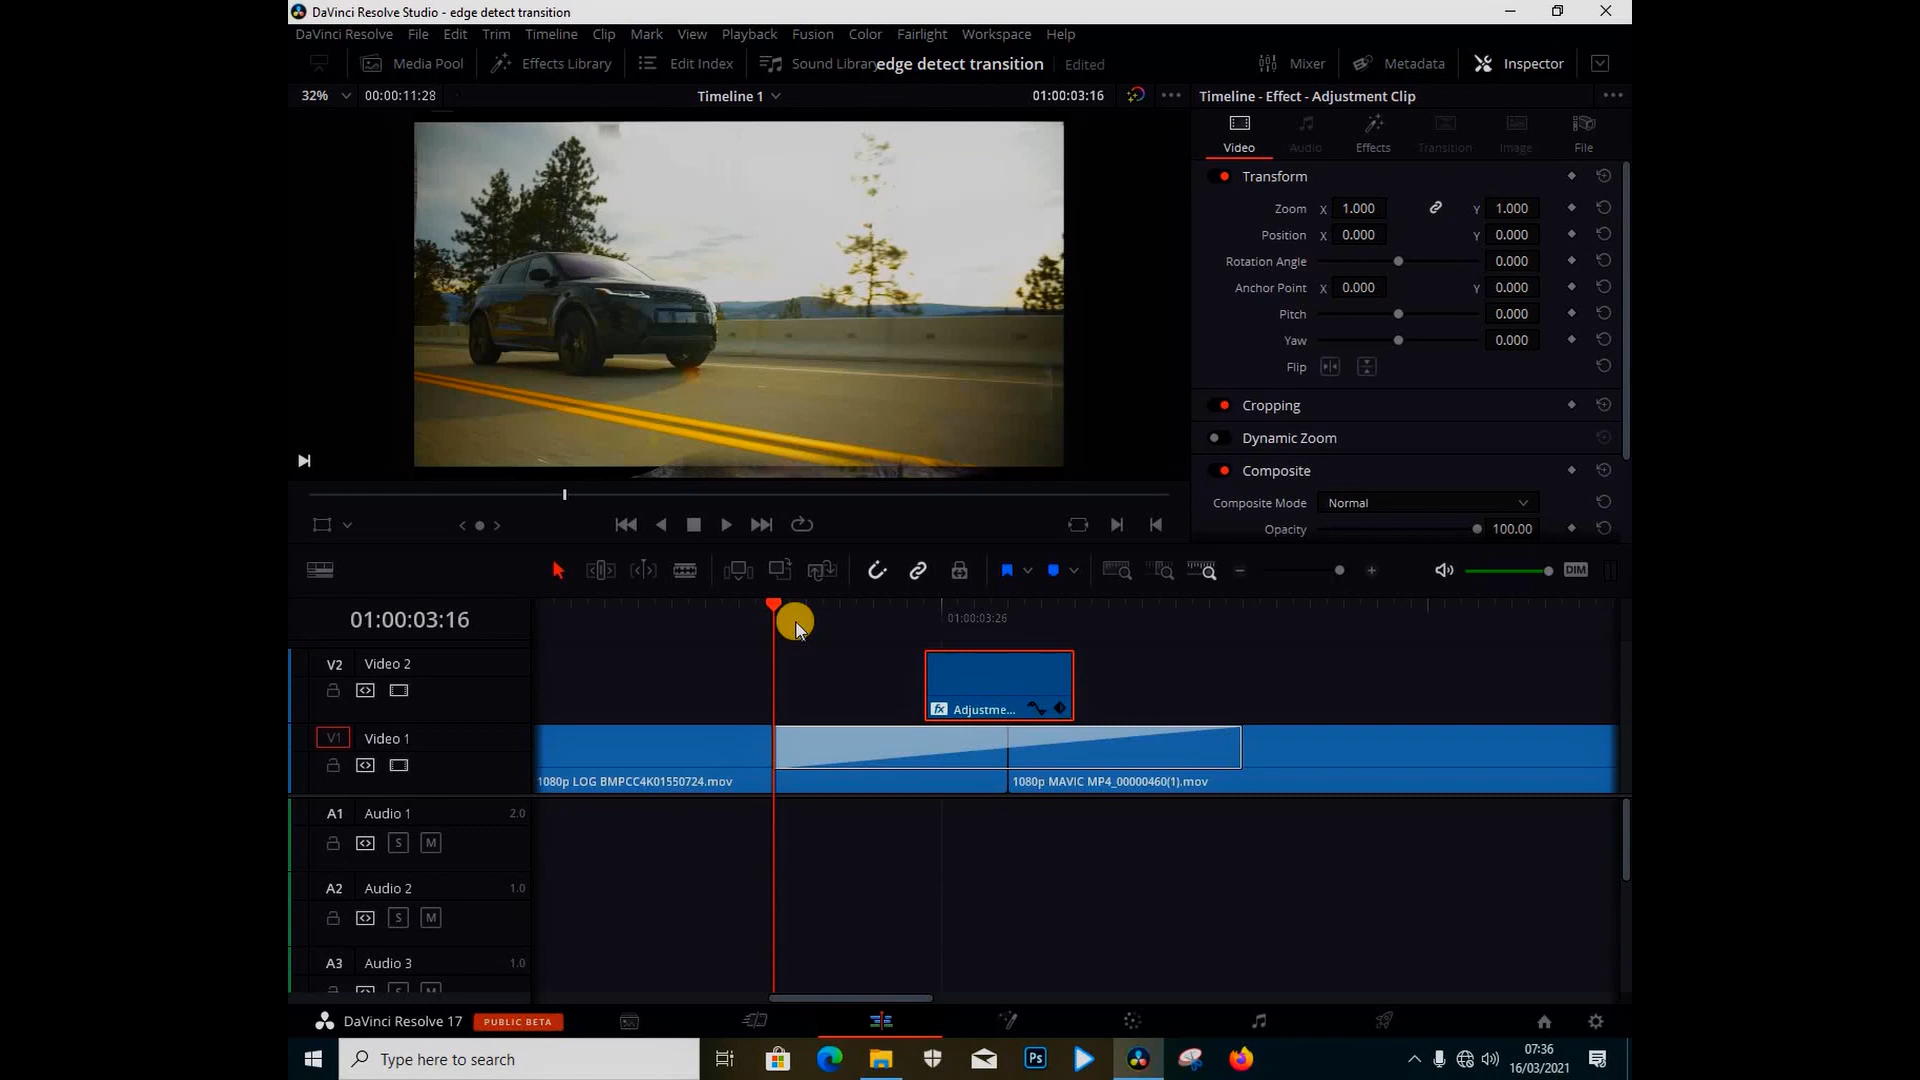 DaVinci Resolve Studio - edge detect transition
DaVinci Resolve File Edit Trim Timeline Clip Mark View Playback Fusion Color Fairlight Workspace Help
Media Pool Effects Library Edit Index Sound Library edge detect transition Edited Mixer Metadata Inspector
32% 00:00:11:28 Timeline 1 01:00:03:16 Timeline - Effect - Adjustment Clip
Video Audio Effects Transition Image File
Transform
Zoom X 1.000 Y 1.000
Position X 0.000 Y 0.000
Rotation Angle 0.000
Anchor Point X 0.000 Y 0.000
Pitch 0.000
Yaw 0.000
Flip
Cropping
Dynamic Zoom
Composite
Composite Mode Normal
Opacity 100.00
DIM
01:00:03:16 01:00:03:26
V2 Video 2
Adjustme...
V1 Video 1
1080p LOG BMPCC4K01550724.mov 1080p MAVIC MP4_00000460(1).mov
A1 Audio 1 2.0
S M
A2 Audio 2 1.0
S M
A3 Audio 3 1.0
S M
DaVinci Resolve 17 PUBLIC BETA
Type here to search Ps 07:36
16/03/2021